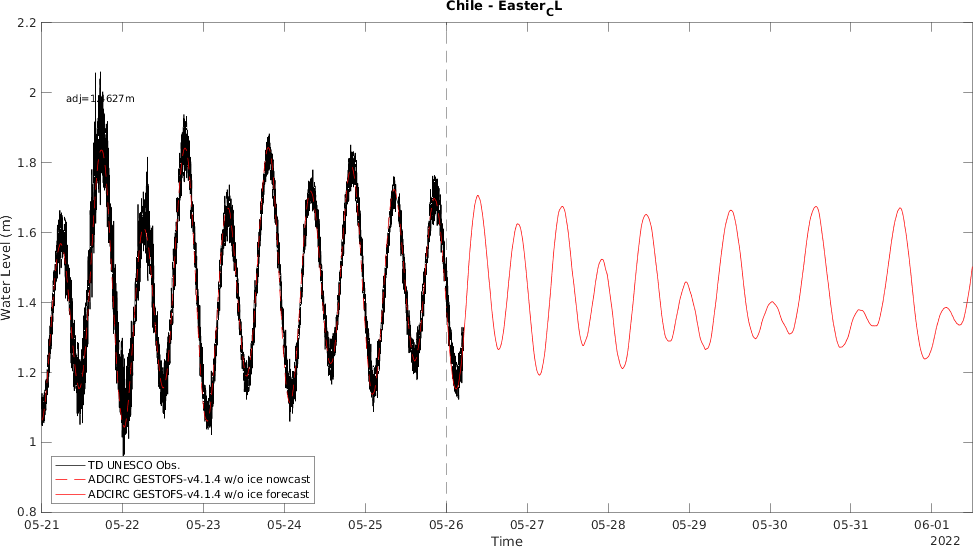 Chile - EasterCL
2.2
2
1.8
1.6
1.4
1.2
1
0.8
Water Level (m)
TD UNESCO Obs.
ADCIRC GESTOFS-v4.1.4 w/o ice nowcast
ADCIRC GESTOFS-v4.1.4 w/o ice forecast
05-21 05-22 05-23 05-24 05-25 05-26 05-27 05-28 05-29 05-30 05-31 06-01
Time
2022